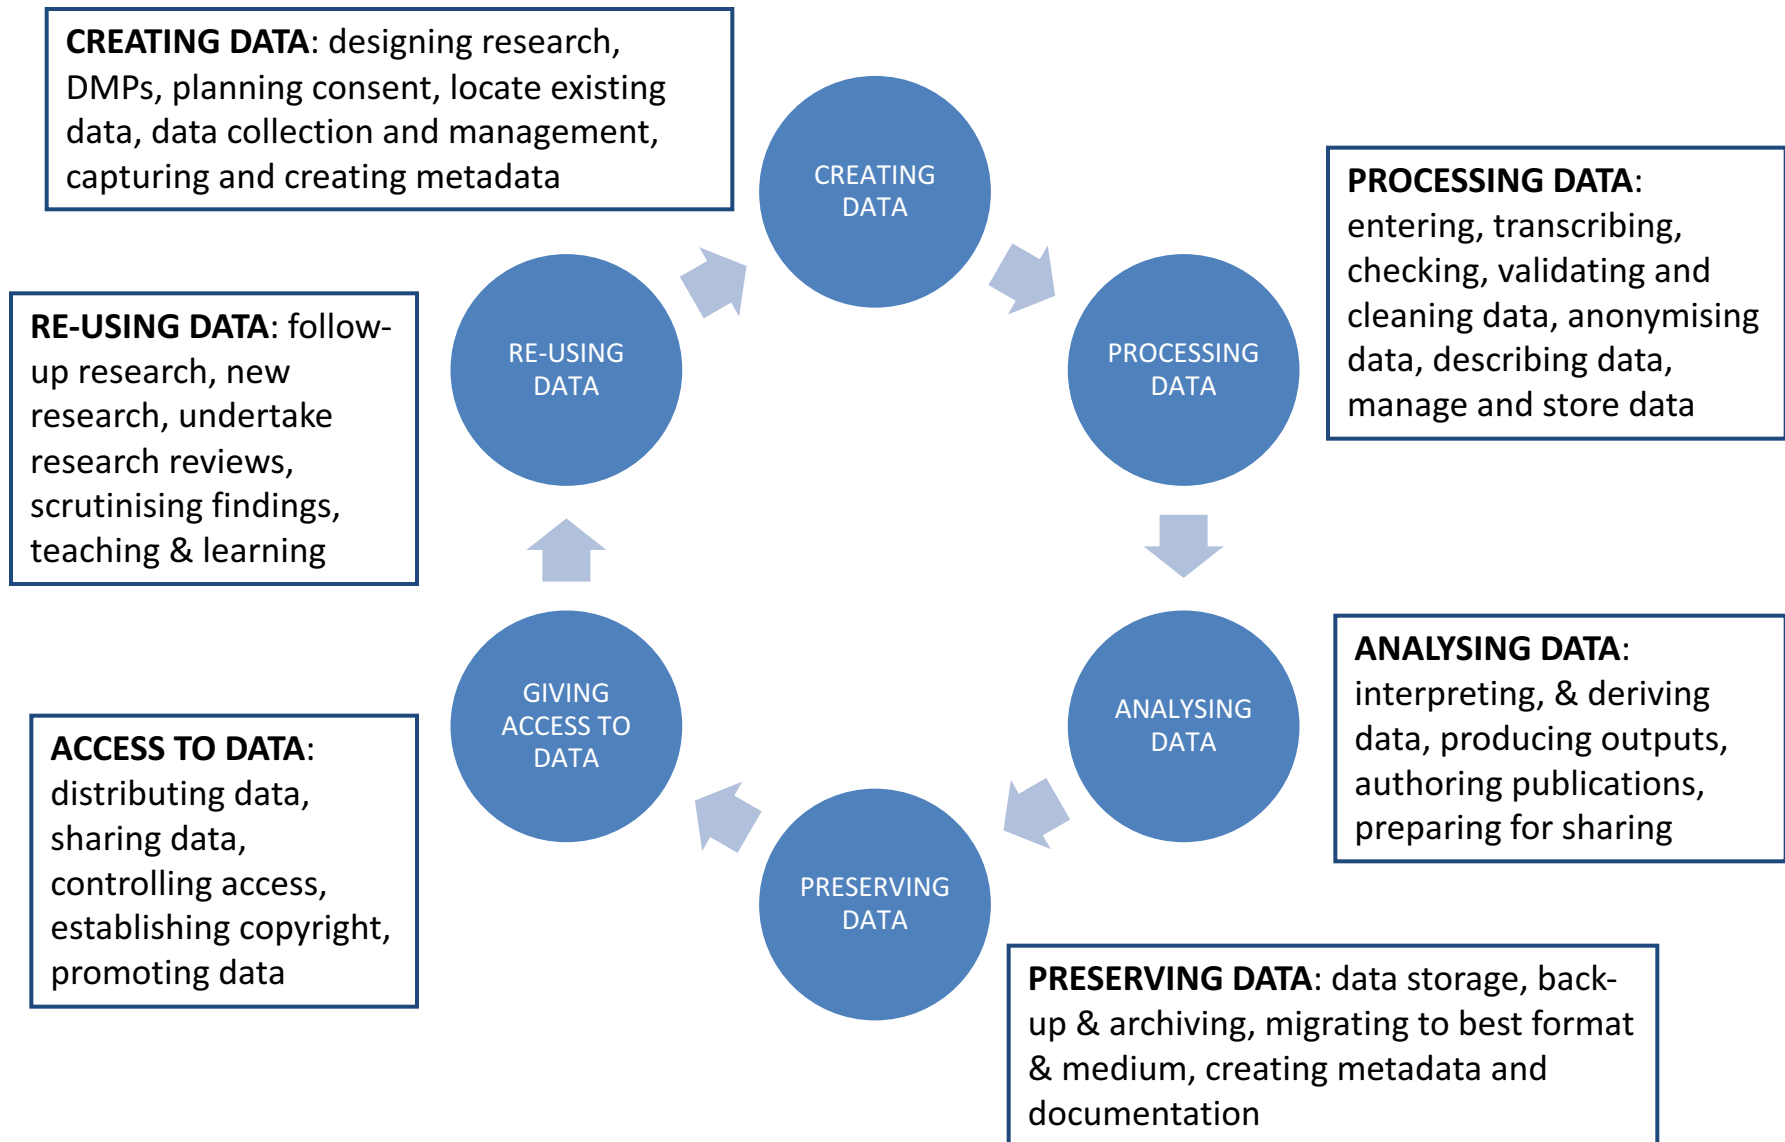 CREATING DATA: designing research,
DMPs, planning consent, locate existing
data, data collection and management,
capturing and creating metadata
CREATING
DATA
PROCESSING DATA:
entering, transcribing,
checking, validating and
cleaning data, anonymising
data, describing data,
manage and store data
RE-USING DATA: follow-
up research, new
research, undertake
research reviews,
scrutinising findings,
teaching & learning
RE-USING
DATA
PROCESSING
DATA
ANALYSING DATA:
interpreting, & deriving
data, producing outputs,
authoring publications,
preparing for sharing
GIVING
ACCESS TO
DATA
ANALYSING
DATA
ACCESS TO DATA:
distributing data,
sharing data,
controlling access,
establishing copyright,
promoting data
PRESERVING
DATA
PRESERVING DATA: data storage, back-
up & archiving, migrating to best format
& medium, creating metadata and
documentation